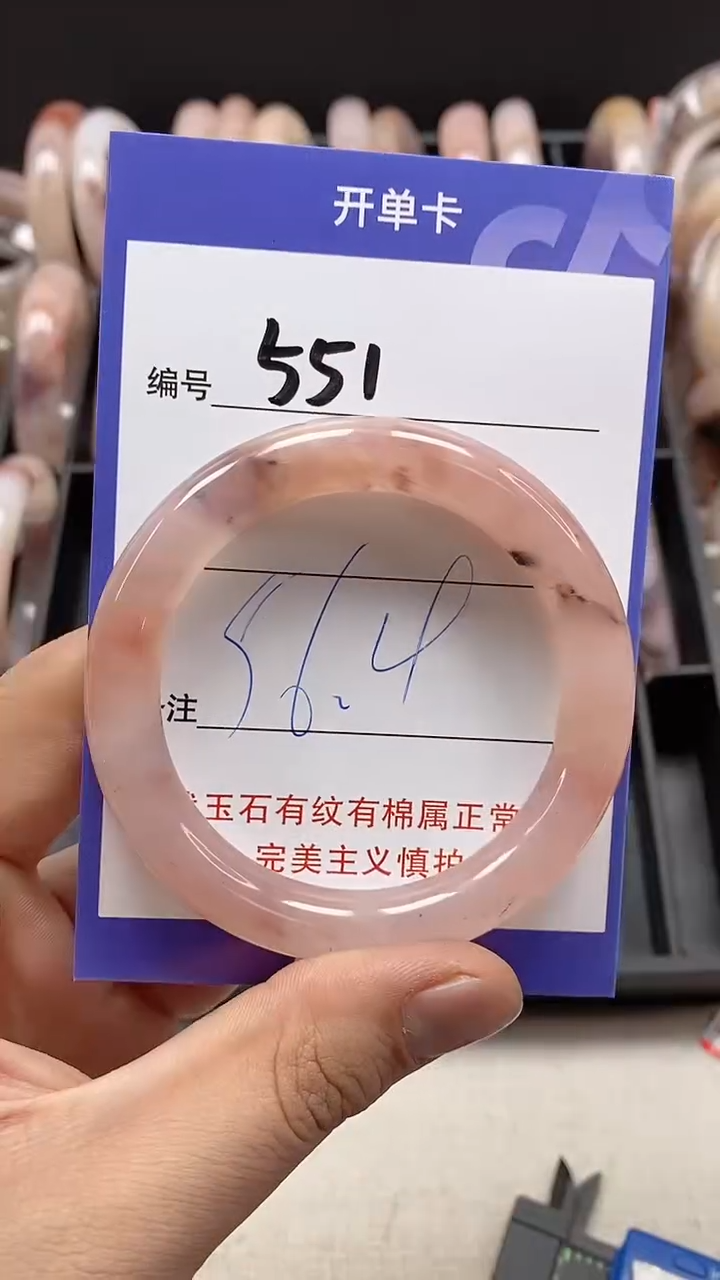 开单卡
编号 551
56.4
注
玉石有纹有棉属正常
完美主义慎拍